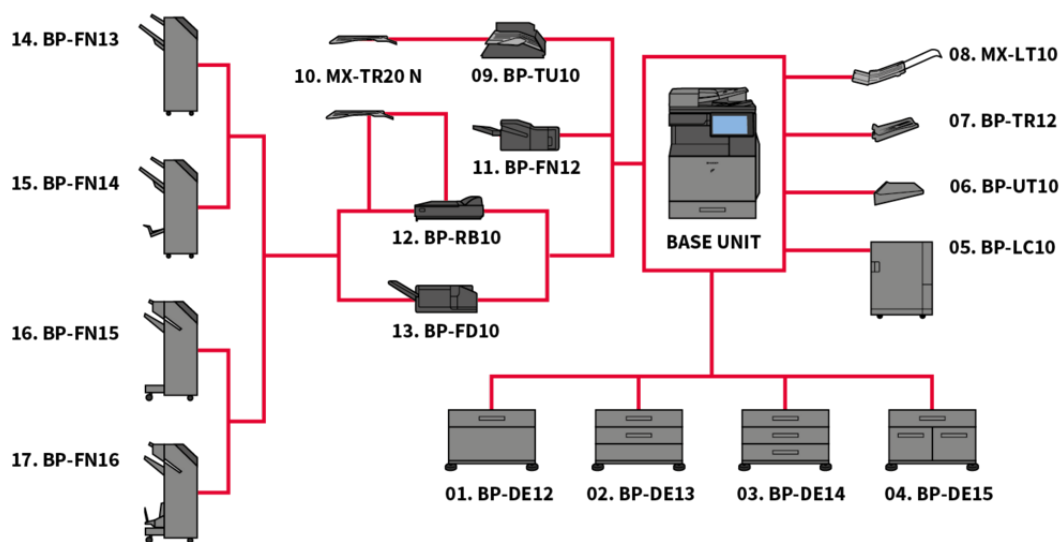 14. BP-FN13
10. MX-TR20 N
09. BP-TU10
08. MX-LT10
07. BP-TR12
15. BP-FN14
11. BP-FN12
06. BP-UT10
12. BP-RB10
BASE UNIT
05. BP-LC10
16. BP-FN15
13. BP-FD10
17. BP-FN16
01. BP-DE12
02. BP-DE13
03. BP-DE14
04. BP-DE15